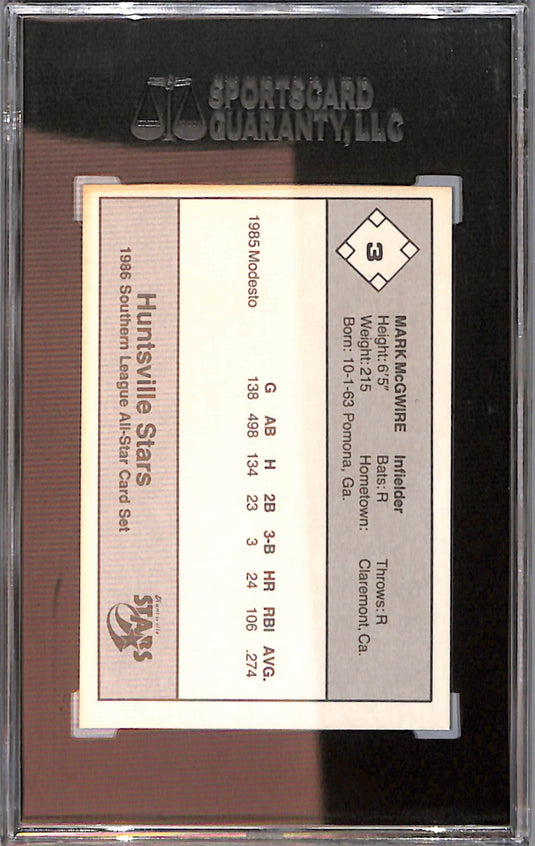 SPORTSCARD
GUARANTY, LLC
3
MARK McGWIRE Infielder
Height: 6'5" Bats: R Throws: R
Weight: 215 Hometown: Claremont, Ca.
Born: 10-1-63 Pomona, Ga.
G AB H 2B 3-B HR RBI AVG.
1985 Modesto 138 498 134 23 3 24 106 .274
Huntsville Stars
1986 Southern League All-Star Card Set
Huntsville
STARS